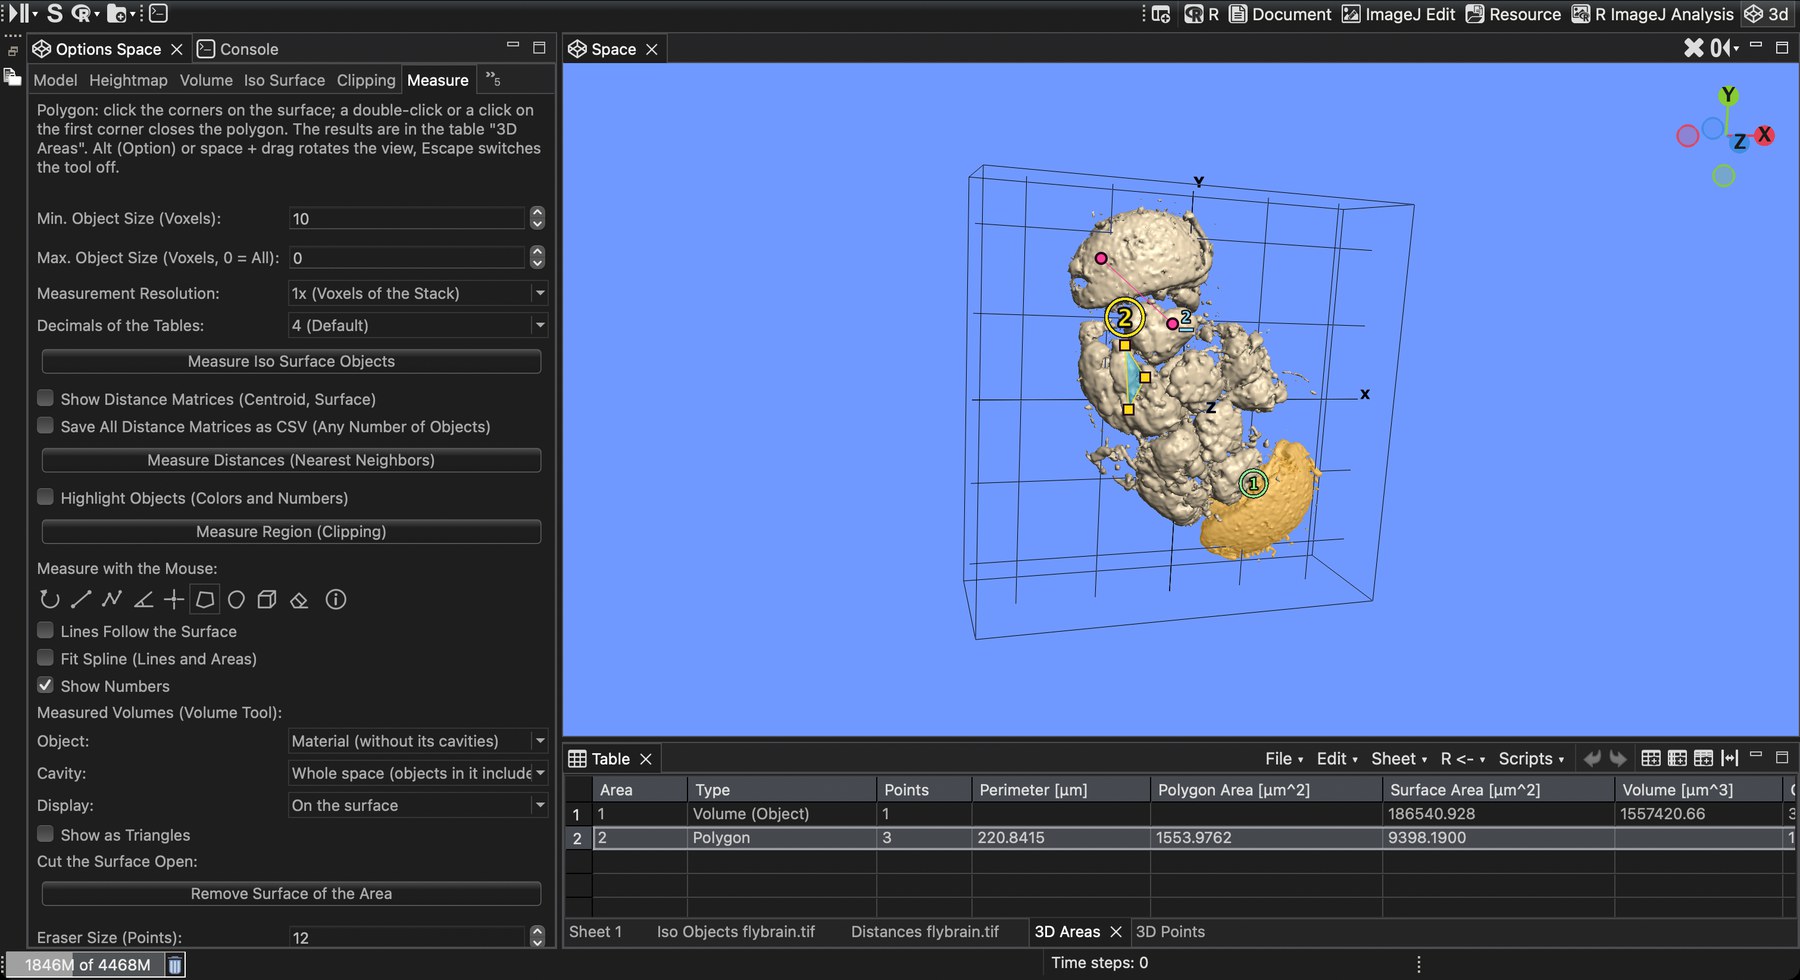 R
Document
ImageJ Edit
Resource
R ImageJ Analysis
3d
Options Space
Console
Space
Model Heightmap Volume Iso Surface Clipping Measure »5
Polygon: click the corners on the surface; a double-click or a click on
the first corner closes the polygon. The results are in the table "3D
Areas". Alt (Option) or space + drag rotates the view, Escape switches
the tool off.
Min. Object Size (Voxels): 10
Max. Object Size (Voxels, 0 = All): 0
Measurement Resolution: 1x (Voxels of the Stack)
Decimals of the Tables: 4 (Default)
Measure Iso Surface Objects
Show Distance Matrices (Centroid, Surface)
Save All Distance Matrices as CSV (Any Number of Objects)
Measure Distances (Nearest Neighbors)
Highlight Objects (Colors and Numbers)
Measure Region (Clipping)
Measure with the Mouse:
Lines Follow the Surface
Fit Spline (Lines and Areas)
Show Numbers
Measured Volumes (Volume Tool):
Object: Material (without its cavities)
Cavity: Whole space (objects in it include
Display: On the surface
Show as Triangles
Cut the Surface Open:
Remove Surface of the Area
Eraser Size (Points): 12
1846M of 4468M
Y
Z
X
Y
2
2
X
Z
1
Table
File Edit Sheet R <- Scripts
Area Type Points Perimeter [µm] Polygon Area [µm^2] Surface Area [µm^2] Volume [µm^3]
1 1 Volume (Object) 1 186540.928 1557420.66 3
2 2 Polygon 3 220.8415 1553.9762 9398.1900 1
Sheet 1 Iso Objects flybrain.tif Distances flybrain.tif 3D Areas 3D Points
Time steps: 0